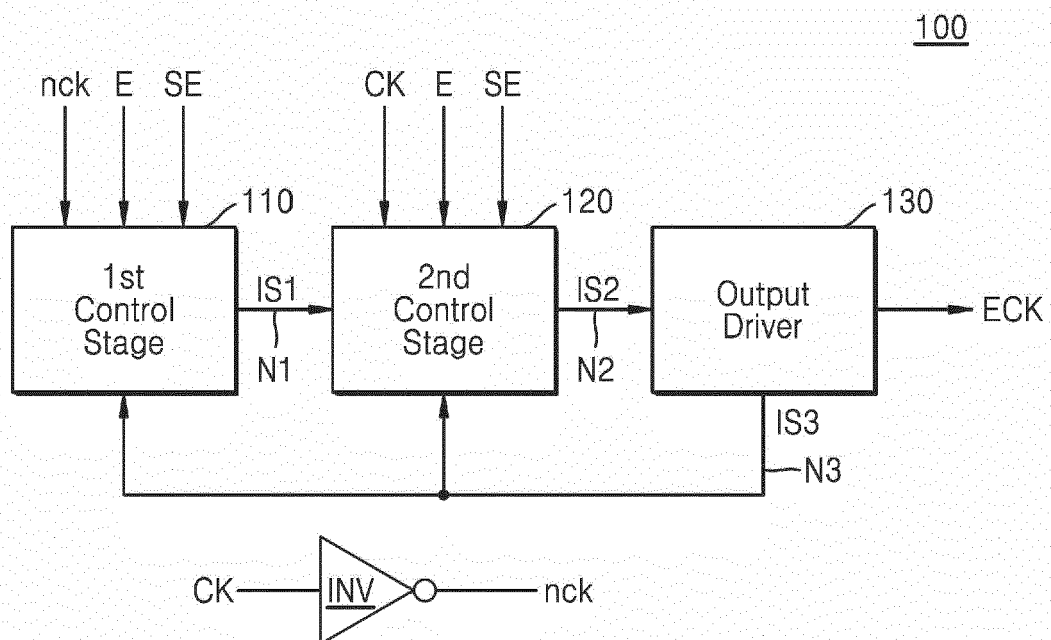 100
nck E SE
CK E SE
110
120
130
1st
Control
Stage
IS1
N1
2nd
Control
Stage
IS2
N2
Output
Driver
ECK
IS3
N3
CK
INV
nck